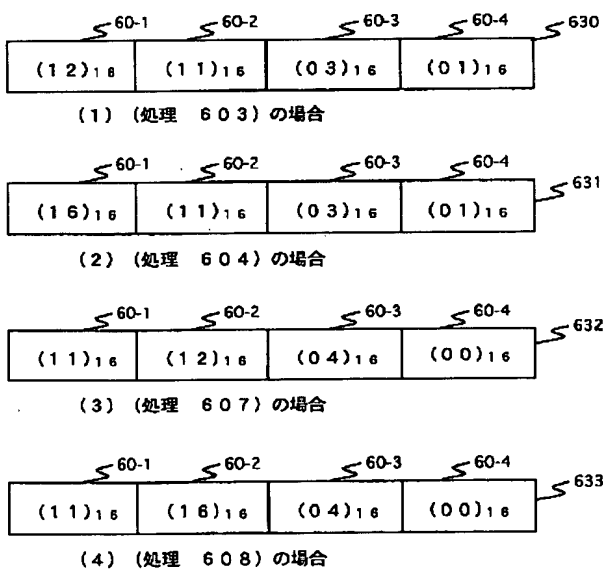 60-1 60-2 60-3 60-4 630
(12)₁₆ (11)₁₆ (03)₁₆ (01)₁₆
(1) (処理 603)の場合
60-1 60-2 60-3 60-4 631
(16)₁₆ (11)₁₆ (03)₁₆ (01)₁₆
(2) (処理 604)の場合
60-1 60-2 60-3 60-4 632
(11)₁₆ (12)₁₆ (04)₁₆ (00)₁₆
(3) (処理 607)の場合
60-1 60-2 60-3 60-4 633
(11)₁₆ (16)₁₆ (04)₁₆ (00)₁₆
(4) (処理 608)の場合